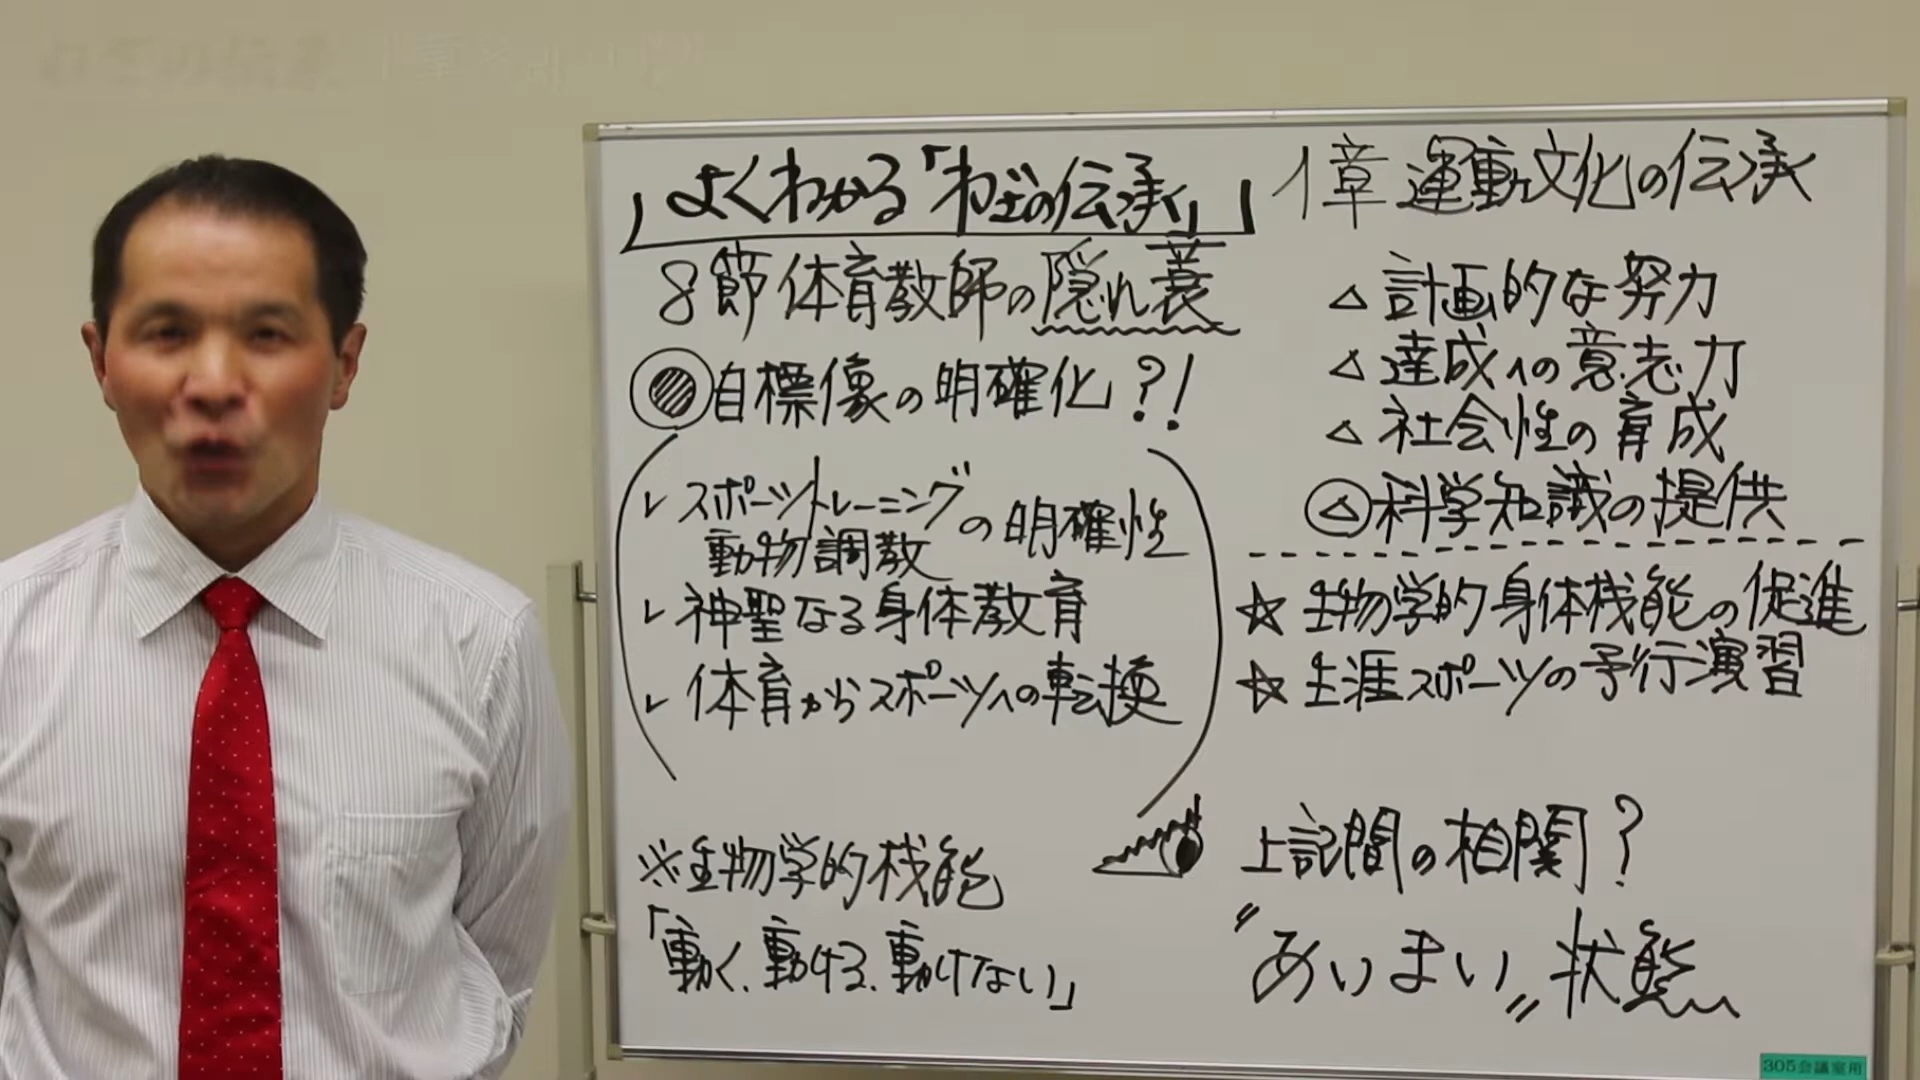 よくわかる「わざの伝承」
1章 運動文化の伝承
8節 体育教師の隠れ蓑
目標像の明確化?!
レ スポーツトレーニング
動物調教 の明確性
レ 神聖なる身体教育
レ 体育からスポーツへの転換
※生物学的機能
「動く、動ける、動けない」
△ 計画的な努力
△ 達成への意志力
△ 社会性の育成
△ 科学知識の提供
☆ 生物学的身体機能の促進
☆ 生涯スポーツの予行演習
上記間の相関?
"あいまい"状態
305会議室用